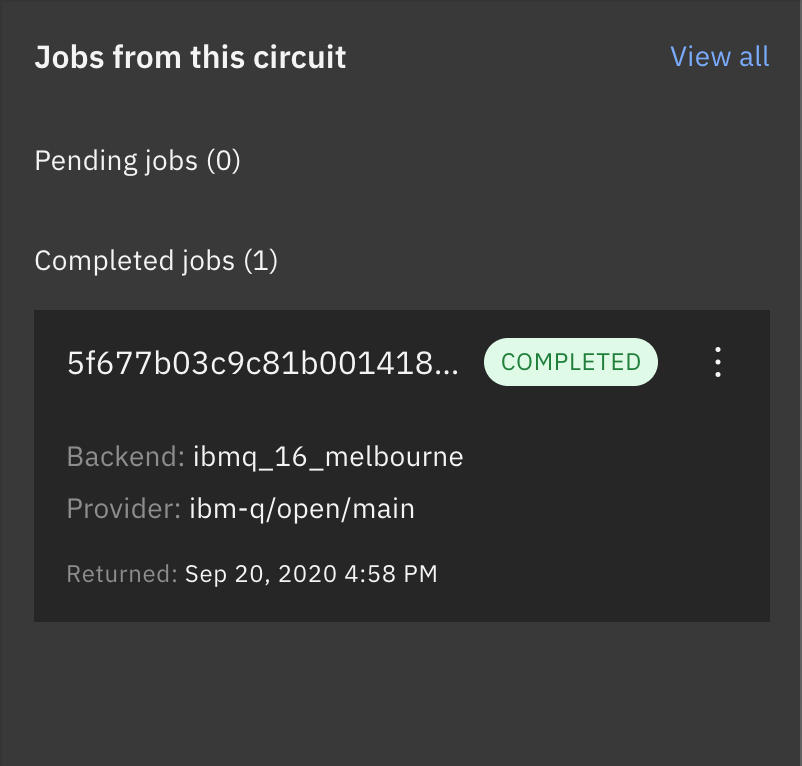 Jobs from this circuit
View all
Pending jobs (0)
Completed jobs (1)
5f677b03c9c81b001418...
COMPLETED
Backend: ibmq_16_melbourne
Provider: ibm-q/open/main
Returned: Sep 20, 2020 4:58 PM